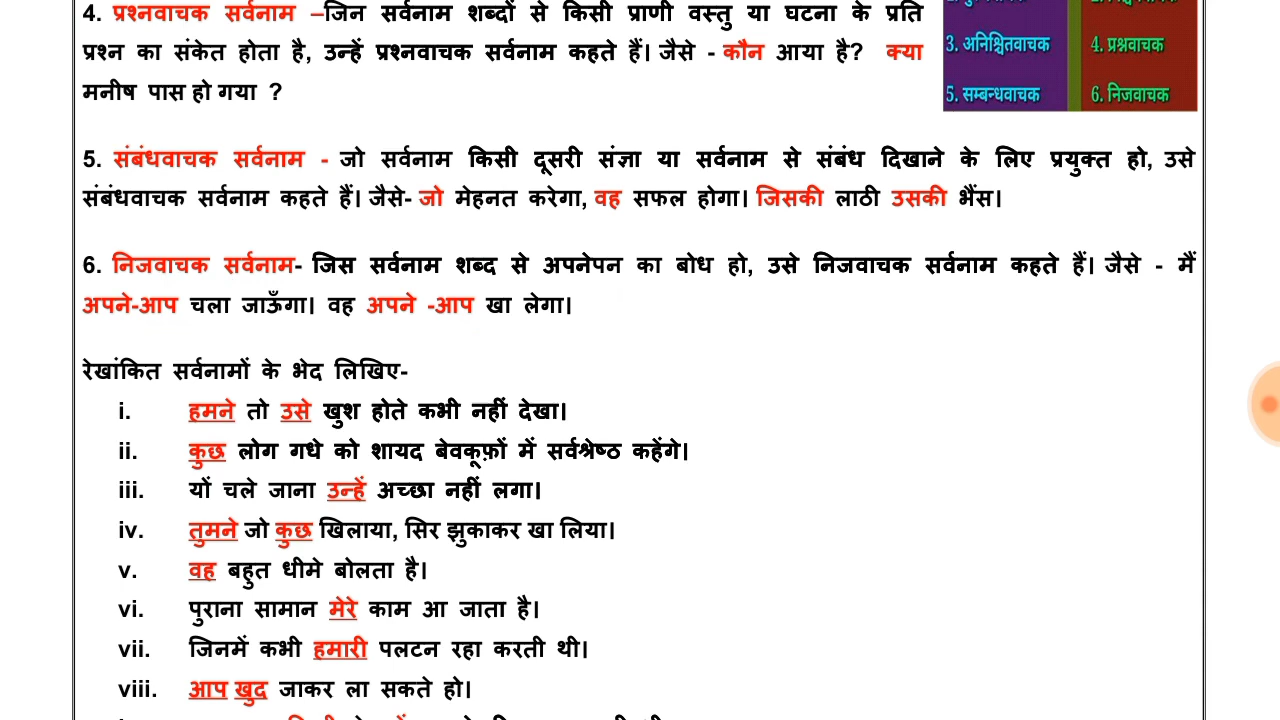 4. प्रश्नवाचक सर्वनाम –जिन सर्वनाम शब्दों से किसी प्राणी वस्तु या घटना के प्रति
प्रश्न का संकेत होता है, उन्हें प्रश्नवाचक सर्वनाम कहते हैं। जैसे - कौन आया है? क्या
मनीष पास हो गया ?
3. अनिश्चितवाचक 4. प्रश्नवाचक
5. सम्बन्धवाचक 6. निजवाचक
5. संबंधवाचक सर्वनाम - जो सर्वनाम किसी दूसरी संज्ञा या सर्वनाम से संबंध दिखाने के लिए प्रयुक्त हो, उसे
संबंधवाचक सर्वनाम कहते हैं। जैसे- जो मेहनत करेगा, वह सफल होगा। जिसकी लाठी उसकी भैंस।
6. निजवाचक सर्वनाम- जिस सर्वनाम शब्द से अपनेपन का बोध हो, उसे निजवाचक सर्वनाम कहते हैं। जैसे - मैं
अपने-आप चला जाऊँगा। वह अपने -आप खा लेगा।
रेखांकित सर्वनामों के भेद लिखिए-
i. हमने तो उसे खुश होते कभी नहीं देखा।
ii. कुछ लोग गधे को शायद बेवकूफ़ों में सर्वश्रेष्ठ कहेंगे।
iii. यों चले जाना उन्हें अच्छा नहीं लगा।
iv. तुमने जो कुछ खिलाया, सिर झुकाकर खा लिया।
v. वह बहुत धीमे बोलता है।
vi. पुराना सामान मेरे काम आ जाता है।
vii. जिनमें कभी हमारी पलटन रहा करती थी।
viii. आप खुद जाकर ला सकते हो।